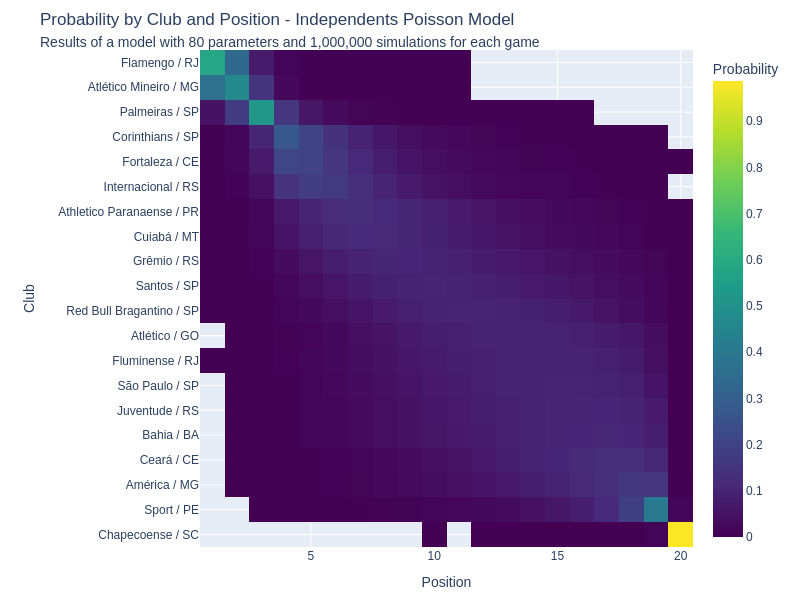 Probability by Club and Position - Independents Poisson Model
Results of a model with 80 parameters and 1,000,000 simulations for each game
Flamengo / RJ
Atlético Mineiro / MG
Palmeiras / SP
Corinthians / SP
Fortaleza / CE
Internacional / RS
Athletico Paranaense / PR
Cuiabá / MT
Grêmio / RS
Santos / SP
Red Bull Bragantino / SP
Atlético / GO
Fluminense / RJ
São Paulo / SP
Juventude / RS
Bahia / BA
Ceará / CE
América / MG
Sport / PE
Chapecoense / SC
Club
5
10
15
20
Position
Probability
0.9
0.8
0.7
0.6
0.5
0.4
0.3
0.2
0.1
0